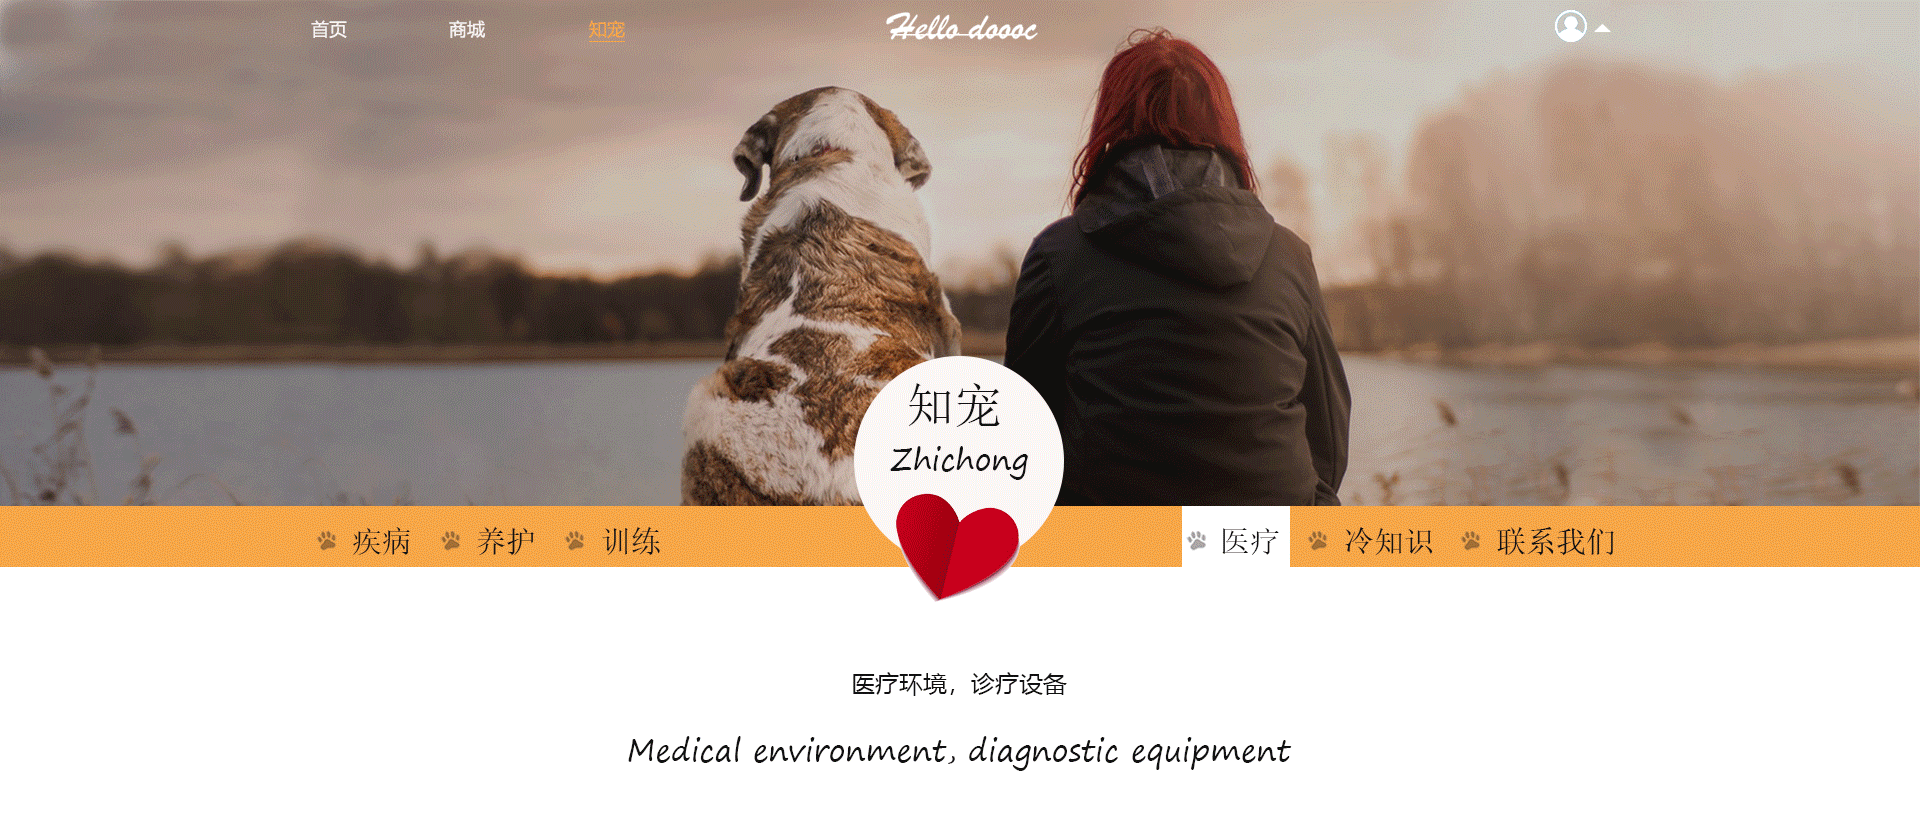 首页 商城 知宠 Hello doooc
知宠
Zhichong
疾病 养护 训练 医疗 冷知识 联系我们
医疗环境，诊疗设备
Medical environment, diagnostic equipment